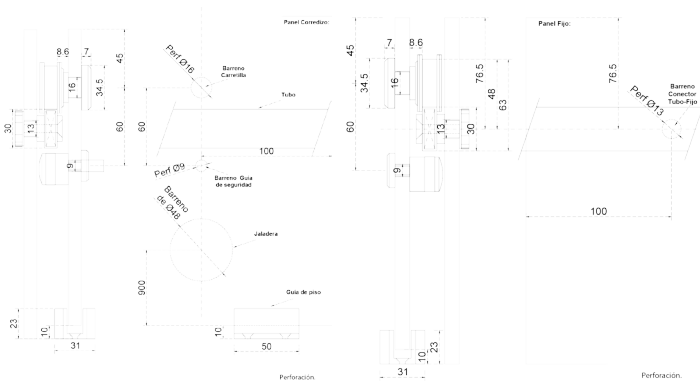 Panel Corredizo:
45
8.6
7
Perf Ø16
Barreno
Carretilla
16
34.5
Tubo
30
13
60
60
100
9
Perf Ø9
Barreno Guia
de seguridad
Barreno
de Ø48
Jaladera
900
Guia de piso
23
10
31
10
50
Perforación.
Panel Fijo:
45
7
8.6
34.5
16
76.5
48
63
76.5
Barreno
Conector
Tubo-Fijo
Perf Ø13
60
13
30
9
100
10
23
31
Perforación.